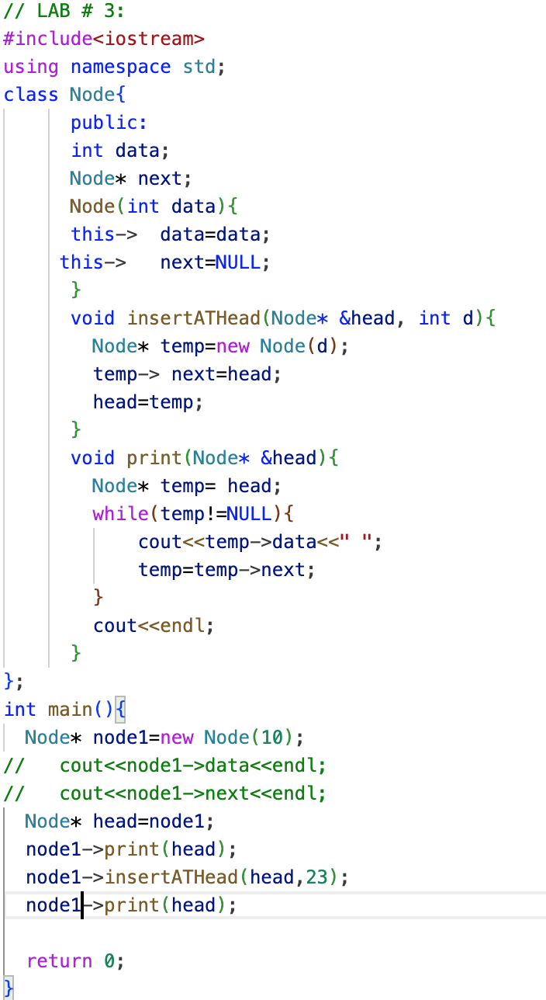 // LAB # 3:
#include<iostream>
using namespace std;
class Node{
public:
int data;
Node* next;
Node(int data){
this->  data=data;
this->   next=NULL;
}
void insertATHead(Node* &head, int d){
Node* temp=new Node(d);
temp-> next=head;
head=temp;
}
void print(Node* &head){
Node* temp= head;
while(temp!=NULL){
cout<<temp->data<<" ";
temp=temp->next;
}
cout<<endl;
}
};
int main(){
Node* node1=new Node(10);
//   cout<<node1->data<<endl;
//   cout<<node1->next<<endl;
Node* head=node1;
node1->print(head);
node1->insertATHead(head,23);
node1->print(head);
return 0;
}